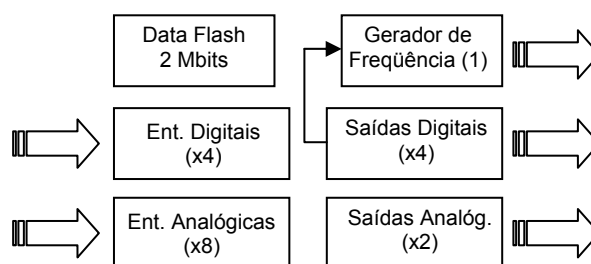 Data Flash
2 Mbits
Gerador de
Freqüência (1)
Ent. Digitais
(x4)
Saídas Digitais
(x4)
Ent. Analógicas
(x8)
Saídas Analóg.
(x2)